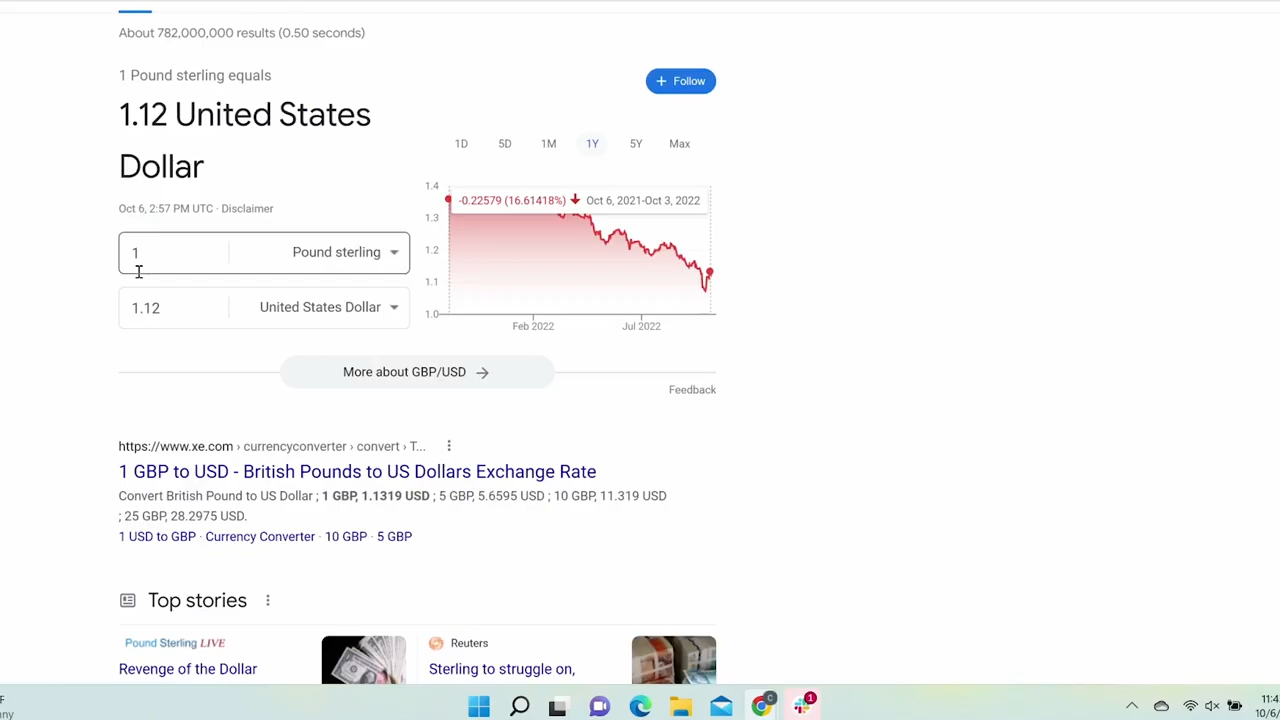 About 782,000,000 results (0.50 seconds)
1 Pound sterling equals
+ Follow
1.12 United States
Dollar
Oct 6, 2:57 PM UTC · Disclaimer
1 Pound sterling
1.12 United States Dollar
1D 5D 1M 1Y 5Y Max
-0.22579 (16.61418%) Oct 6, 2021-Oct 3, 2022
1.4
1.3
1.2
1.1
1.0
Feb 2022 Jul 2022
More about GBP/USD →
Feedback
https://www.xe.com › currencyconverter › convert › T...
1 GBP to USD - British Pounds to US Dollars Exchange Rate
Convert British Pound to US Dollar ; 1 GBP, 1.1319 USD ; 5 GBP, 5.6595 USD ; 10 GBP, 11.319 USD
; 25 GBP, 28.2975 USD.
1 USD to GBP · Currency Converter · 10 GBP · 5 GBP
Top stories
Pound Sterling LIVE
Revenge of the Dollar
Reuters
Sterling to struggle on,
C
1
11:4
10/6/